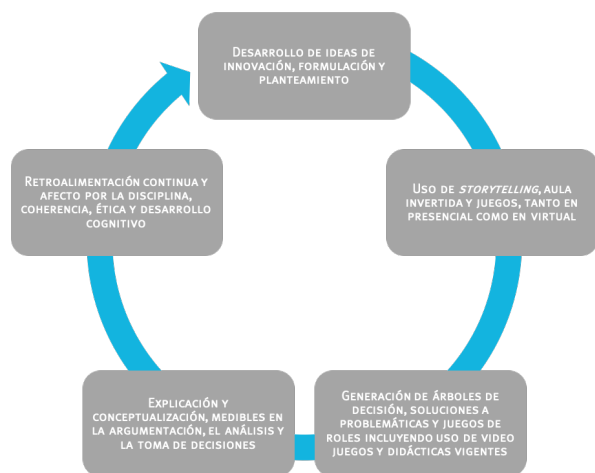 DESARROLLO DE IDEAS DE
INNOVACIÓN, FORMULACIÓN Y
PLANTEAMIENTO
USO DE STORYTELLING, AULA
INVERTIDA Y JUEGOS, TANTO EN
PRESENCIAL COMO EN VIRTUAL
GENERACIÓN DE ÁRBOLES DE
DECISIÓN, SOLUCIONES A
PROBLEMÁTICAS Y JUEGOS DE
ROLES INCLUYENDO USO DE VIDEO
JUEGOS Y DIDÁCTICAS VIGENTES
EXPLICACIÓN Y
CONCEPTUALIZACIÓN, MEDIBLES EN
LA ARGUMENTACIÓN, EL ANÁLISIS Y
LA TOMA DE DECISIONES
RETROALIMENTACIÓN CONTINUA Y
AFECTO POR LA DISCIPLINA,
COHERENCIA, ÉTICA Y DESARROLLO
COGNITIVO